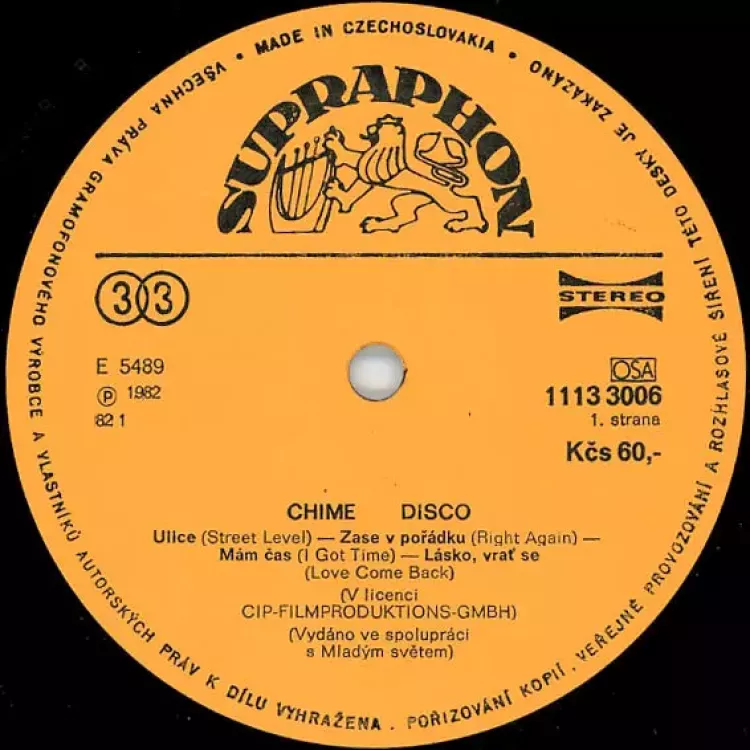 VŠECHNA PRÁVA GRAMOFONOVÉHO VÝROBCE A VLASTNÍKŮ AUTORSKÝCH PRÁV K DÍLU VYHRAŽENA . POŘIZOVÁNÍ KOPIÍ . VEŘEJNÉ PROVOZOVÁNÍ A ROZHLASOVÉ ŠÍŘENÍ TÉTO DESKY JE ZAKÁZÁNO • MADE IN CZECHOSLOVAKIA •
SUPRAPHON
33
STEREO
E 5489
Ⓟ 1982
82 1
OSA
1113 3006
1. strana
Kčs 60,-
CHIME DISCO
Ulice (Street Level) — Zase v pořádku (Right Again) —
Mám čas (I Got Time) — Lásko, vrať se
(Love Come Back)
(V licenci
CIP-FILMPRODUKTIONS-GMBH)
(Vydáno ve spolupráci
s Mladým světem)